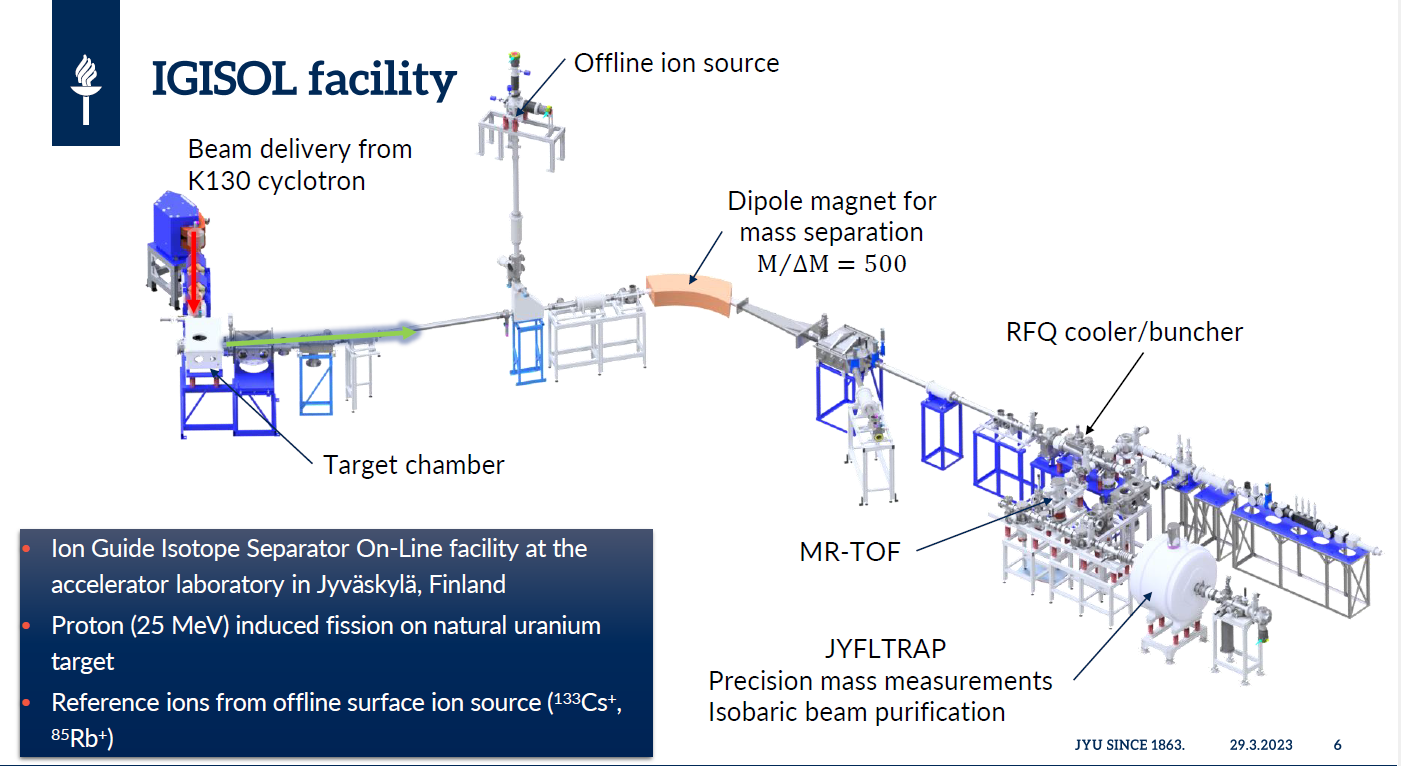 IGISOL facility
Offline ion source
Beam delivery from
K130 cyclotron
Dipole magnet for
mass separation
M/ΔM = 500
RFQ cooler/buncher
Target chamber
MR-TOF
• Ion Guide Isotope Separator On-Line facility at the
accelerator laboratory in Jyväskylä, Finland
• Proton (25 MeV) induced fission on natural uranium
target
• Reference ions from offline surface ion source (¹³³Cs⁺,
⁸⁵Rb⁺)
JYFLTRAP
Precision mass measurements
Isobaric beam purification
JYU SINCE 1863. 29.3.2023 6